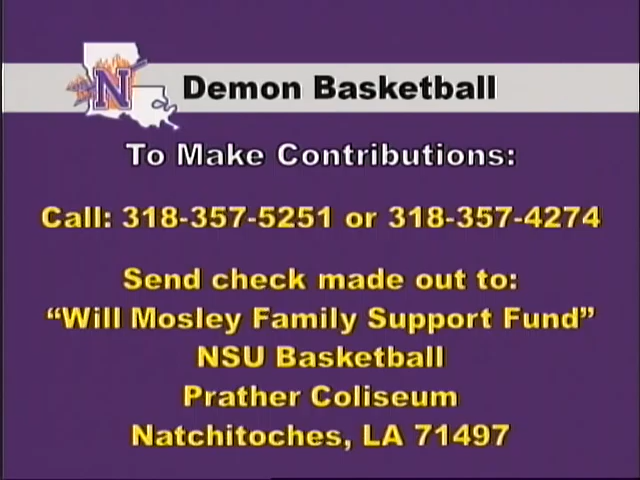 N
Demon Basketball
To Make Contributions:
Call: 318-357-5251 or 318-357-4274
Send check made out to:
“Will Mosley Family Support Fund”
NSU Basketball
Prather Coliseum
Natchitoches, LA 71497